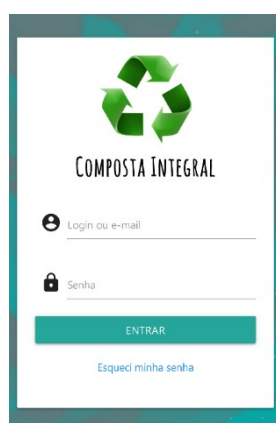 COMPOSTA INTEGRAL
Login ou e-mail
Senha
ENTRAR
Esqueci minha senha